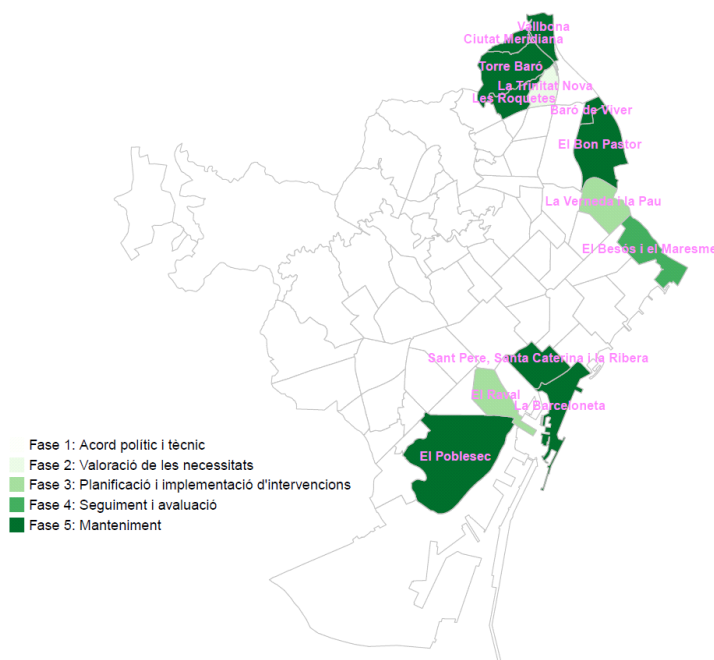 Vallbona
Ciutat Meridiana
Torre Baró
La Trinitat Nova
Les Roquetes
Baró de Viver
El Bon Pastor
La Verneda i la Pau
El Besós i el Maresme
Sant Pere, Santa Caterina i la Ribera
El Raval
La Barceloneta
El Poblesec
Fase 1: Acord polític i tècnic
Fase 2: Valoració de les necessitats
Fase 3: Planificació i implementació d'intervencions
Fase 4: Seguiment i avaluació
Fase 5: Manteniment